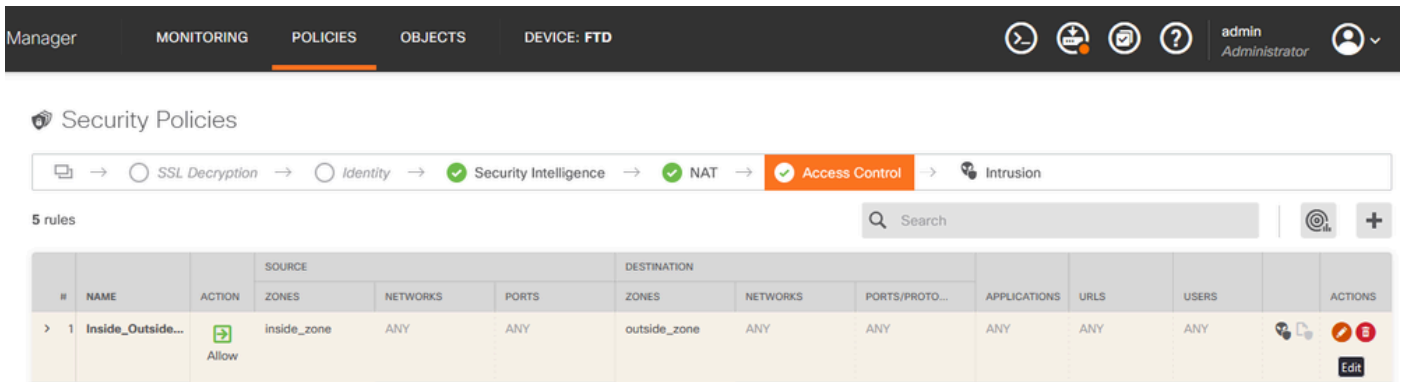 Manager MONITORING POLICIES OBJECTS DEVICE: FTD admin
Administrator
Security Policies
SSL Decryption Identity Security Intelligence NAT Access Control Intrusion
5 rules Search
SOURCE DESTINATION
# NAME ACTION ZONES NETWORKS PORTS ZONES NETWORKS PORTS/PROTO... APPLICATIONS URLS USERS ACTIONS
1 Inside_Outside... inside_zone ANY ANY outside_zone ANY ANY ANY ANY ANY
Allow
Edit